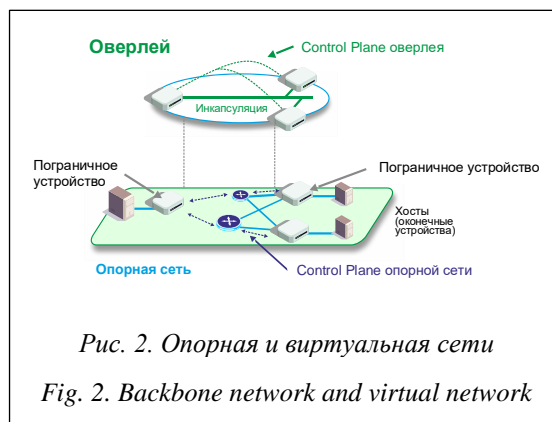 Оверлей
Control Plane оверлея
Инкапсуляция
Пограничное
устройство
Пограничное
устройство
Хосты
(оконечные
устройства)
Опорная сеть
Control Plane опорной сети
Рис. 2. Опорная и виртуальная сети
Fig. 2. Backbone network and virtual network